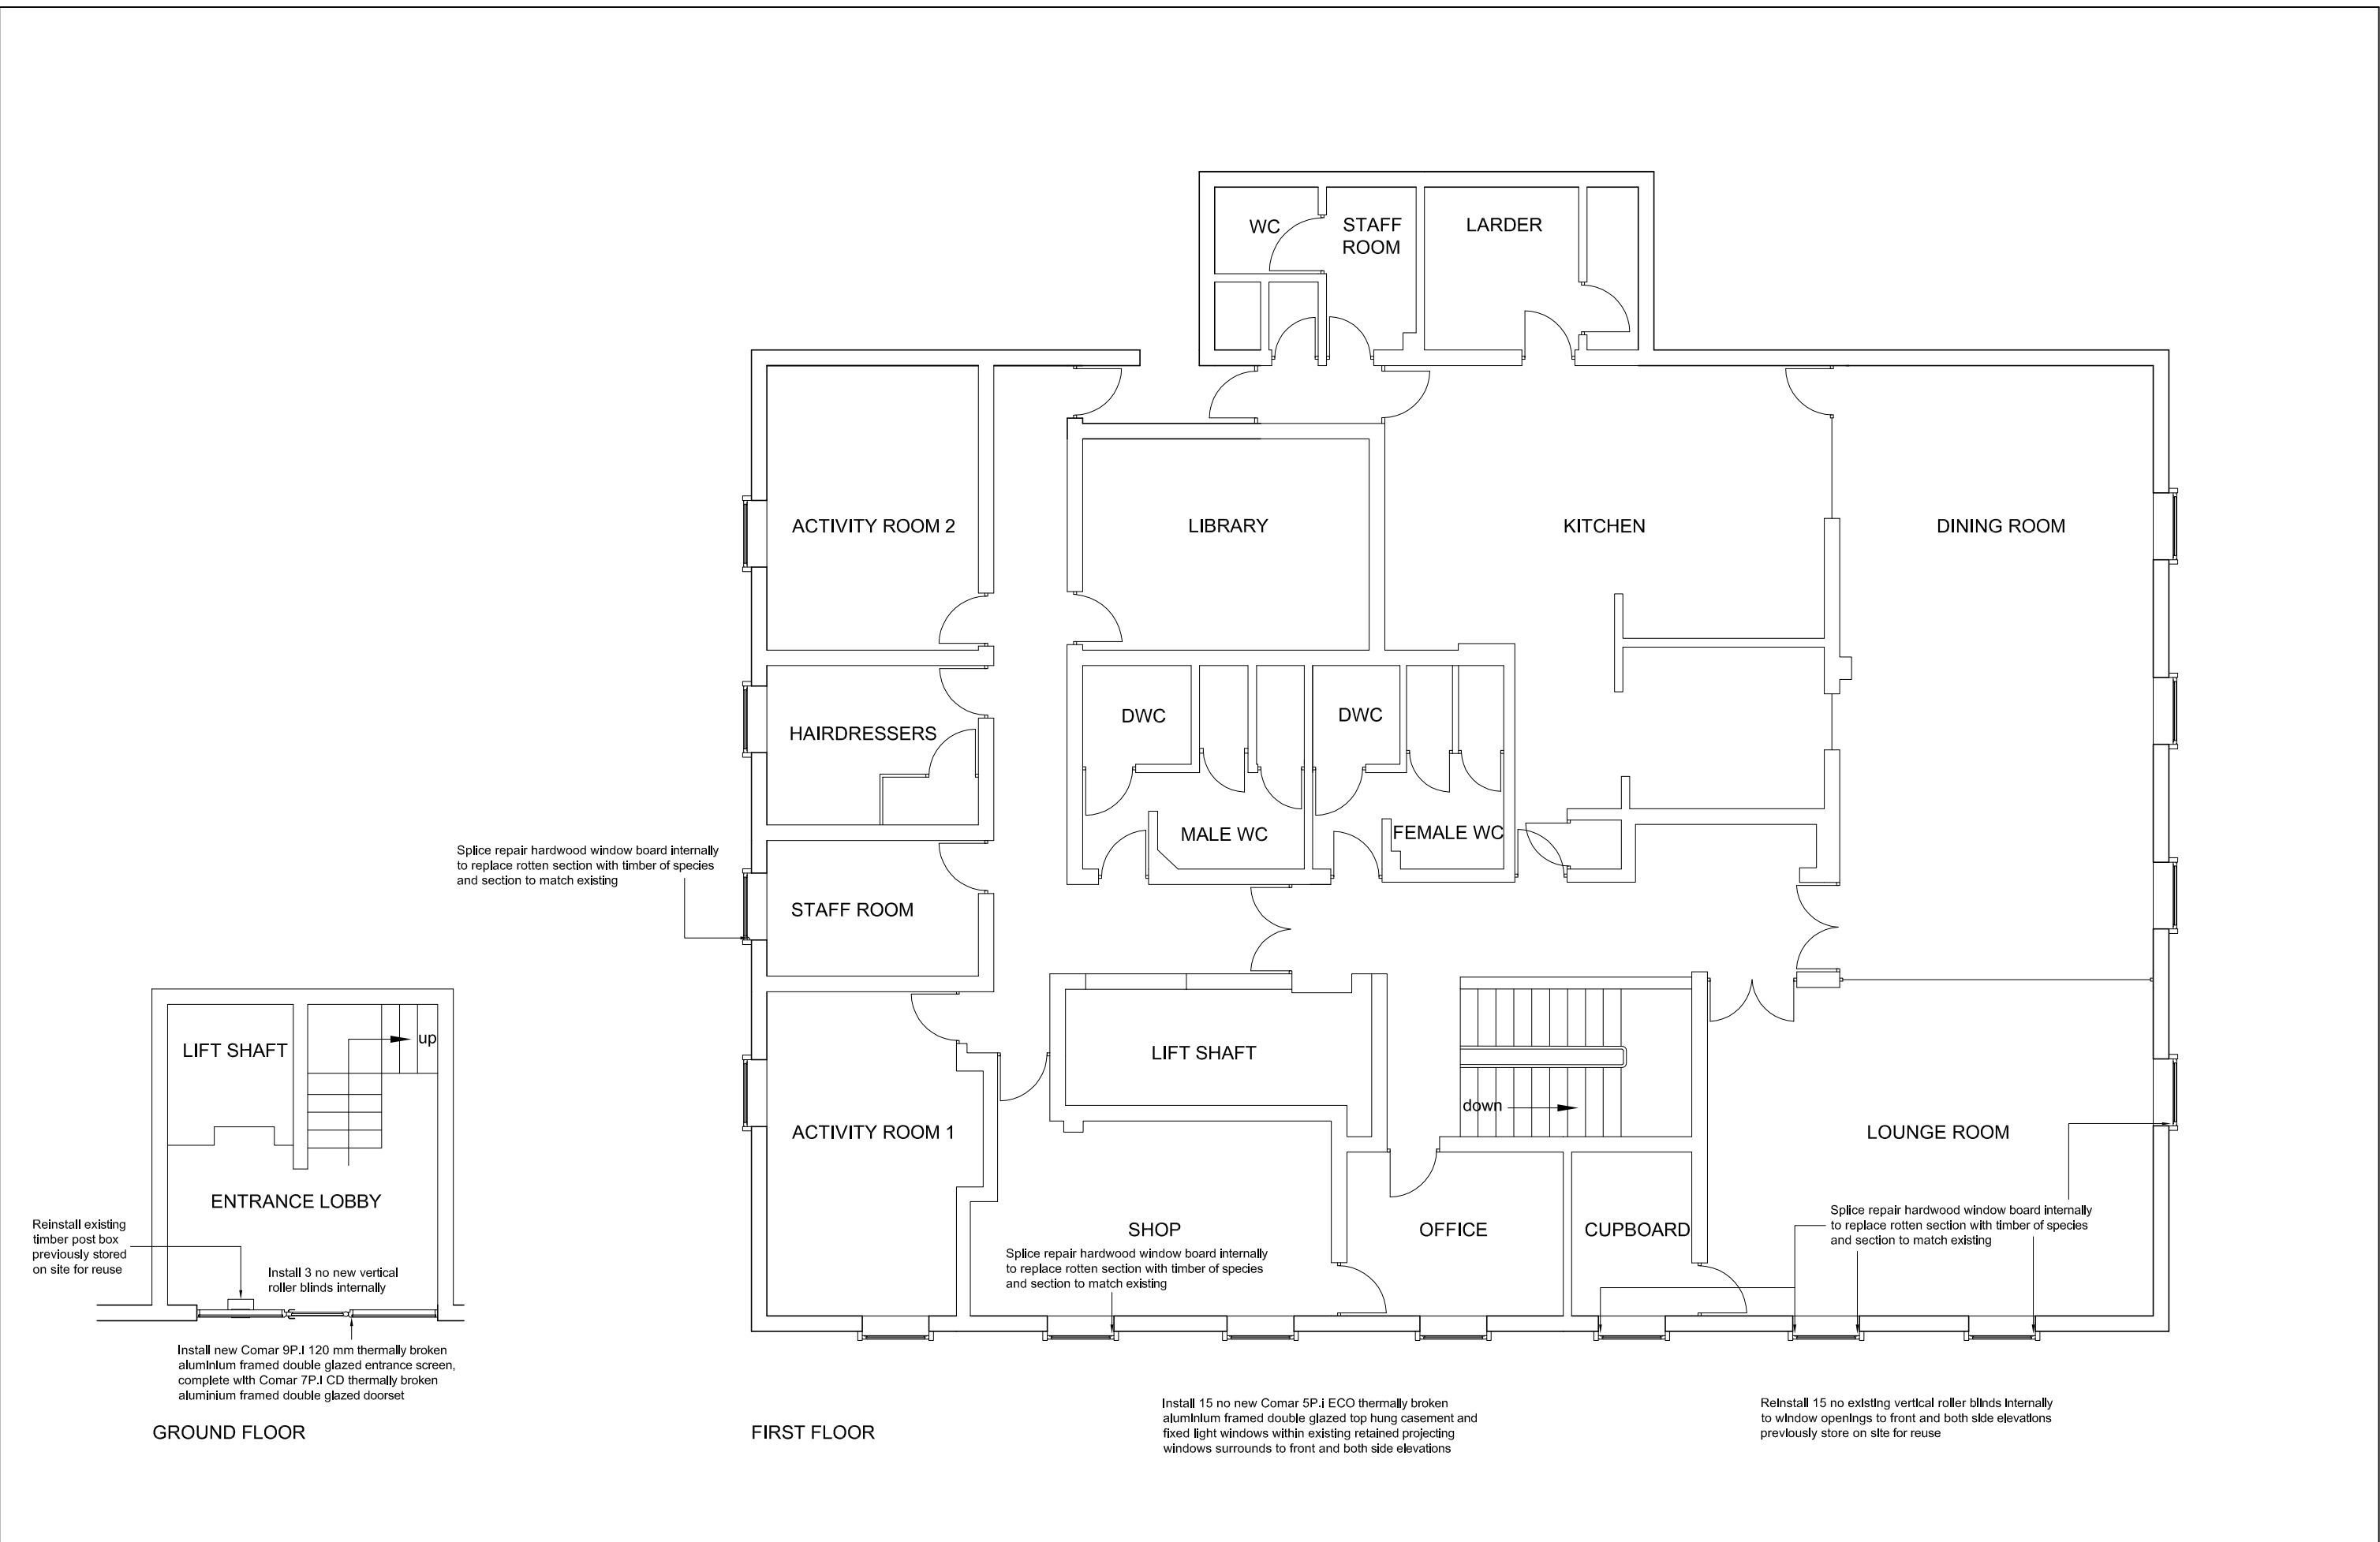 WC
STAFF
ROOM
LARDER
ACTIVITY ROOM 2
LIBRARY
KITCHEN
DINING ROOM
DWC
DWC
HAIRDRESSERS
MALE WC
FEMALE WC
Splice repair hardwood window board internally
to replace rotten section with timber of species
and section to match existing
STAFF ROOM
LIFT SHAFT
up
LIFT SHAFT
down
ACTIVITY ROOM 1
LOUNGE ROOM
ENTRANCE LOBBY
Reinstall existing
timber post box
previously stored
on site for reuse
Install 3 no new vertical
roller blinds internally
SHOP
Splice repair hardwood window board internally
to replace rotten section with timber of species
and section to match existing
OFFICE
CUPBOARD
Splice repair hardwood window board internally
to replace rotten section with timber of species
and section to match existing
Install new Comar 9P.I 120 mm thermally broken
aluminium framed double glazed entrance screen,
complete with Comar 7P.I CD thermally broken
aluminium framed double glazed doorset
GROUND FLOOR
FIRST FLOOR
Install 15 no new Comar 5P.i ECO thermally broken
aluminium framed double glazed top hung casement and
fixed light windows within existing retained projecting
windows surrounds to front and both side elevations
Reinstall 15 no existing vertical roller blinds internally
to window openings to front and both side elevations
previously store on site for reuse